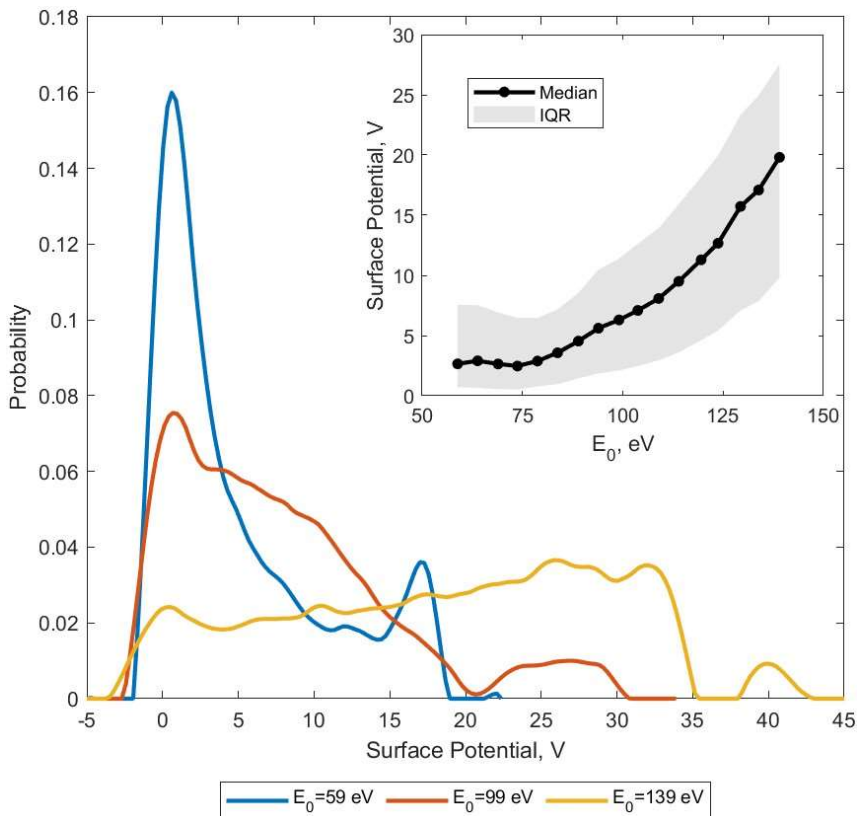 0.18
0.16
0.14
0.12
0.1
0.08
0.06
0.04
0.02
0
Probability
-5 0 5 10 15 20 25 30 35 40 45
Surface Potential, V
30
25
20
15
10
5
0
Surface Potential, V
Median
IQR
50 75 100 125 150
E₀, eV
E₀=59 eV E₀=99 eV E₀=139 eV